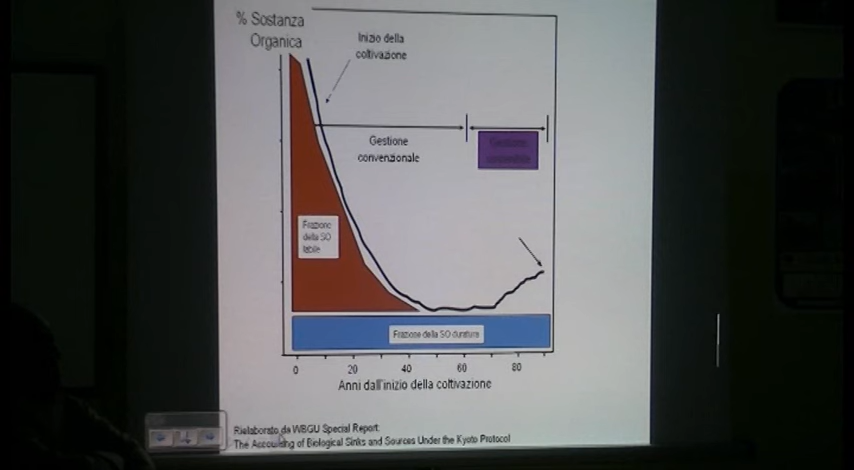 % Sostanza
Organica
Inizio della
coltivazione
Gestione
convenzionale
Gestione
Frazione
della SO
labile
Frazione della SO duratura
0 20 40 60 80
Anni dall'inizio della coltivazione
Rielaborato da WBGU Special Report:
The Accounting of Biological Sinks and Sources Under the Kyoto Protocol